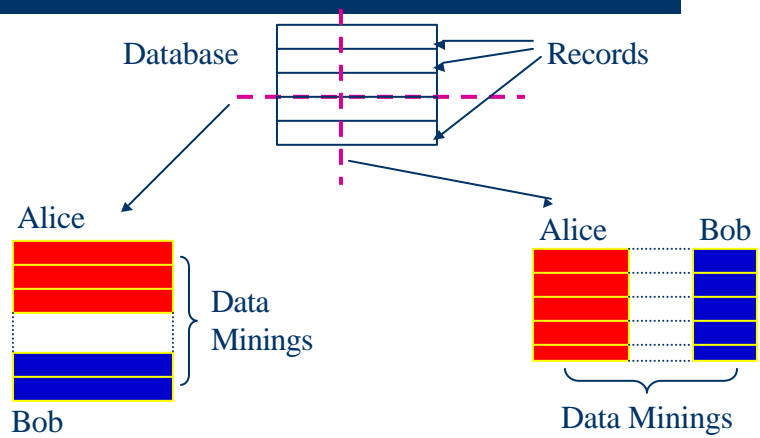 Database
Records
Alice
Data
Minings
Bob
Alice
Bob
Data Minings